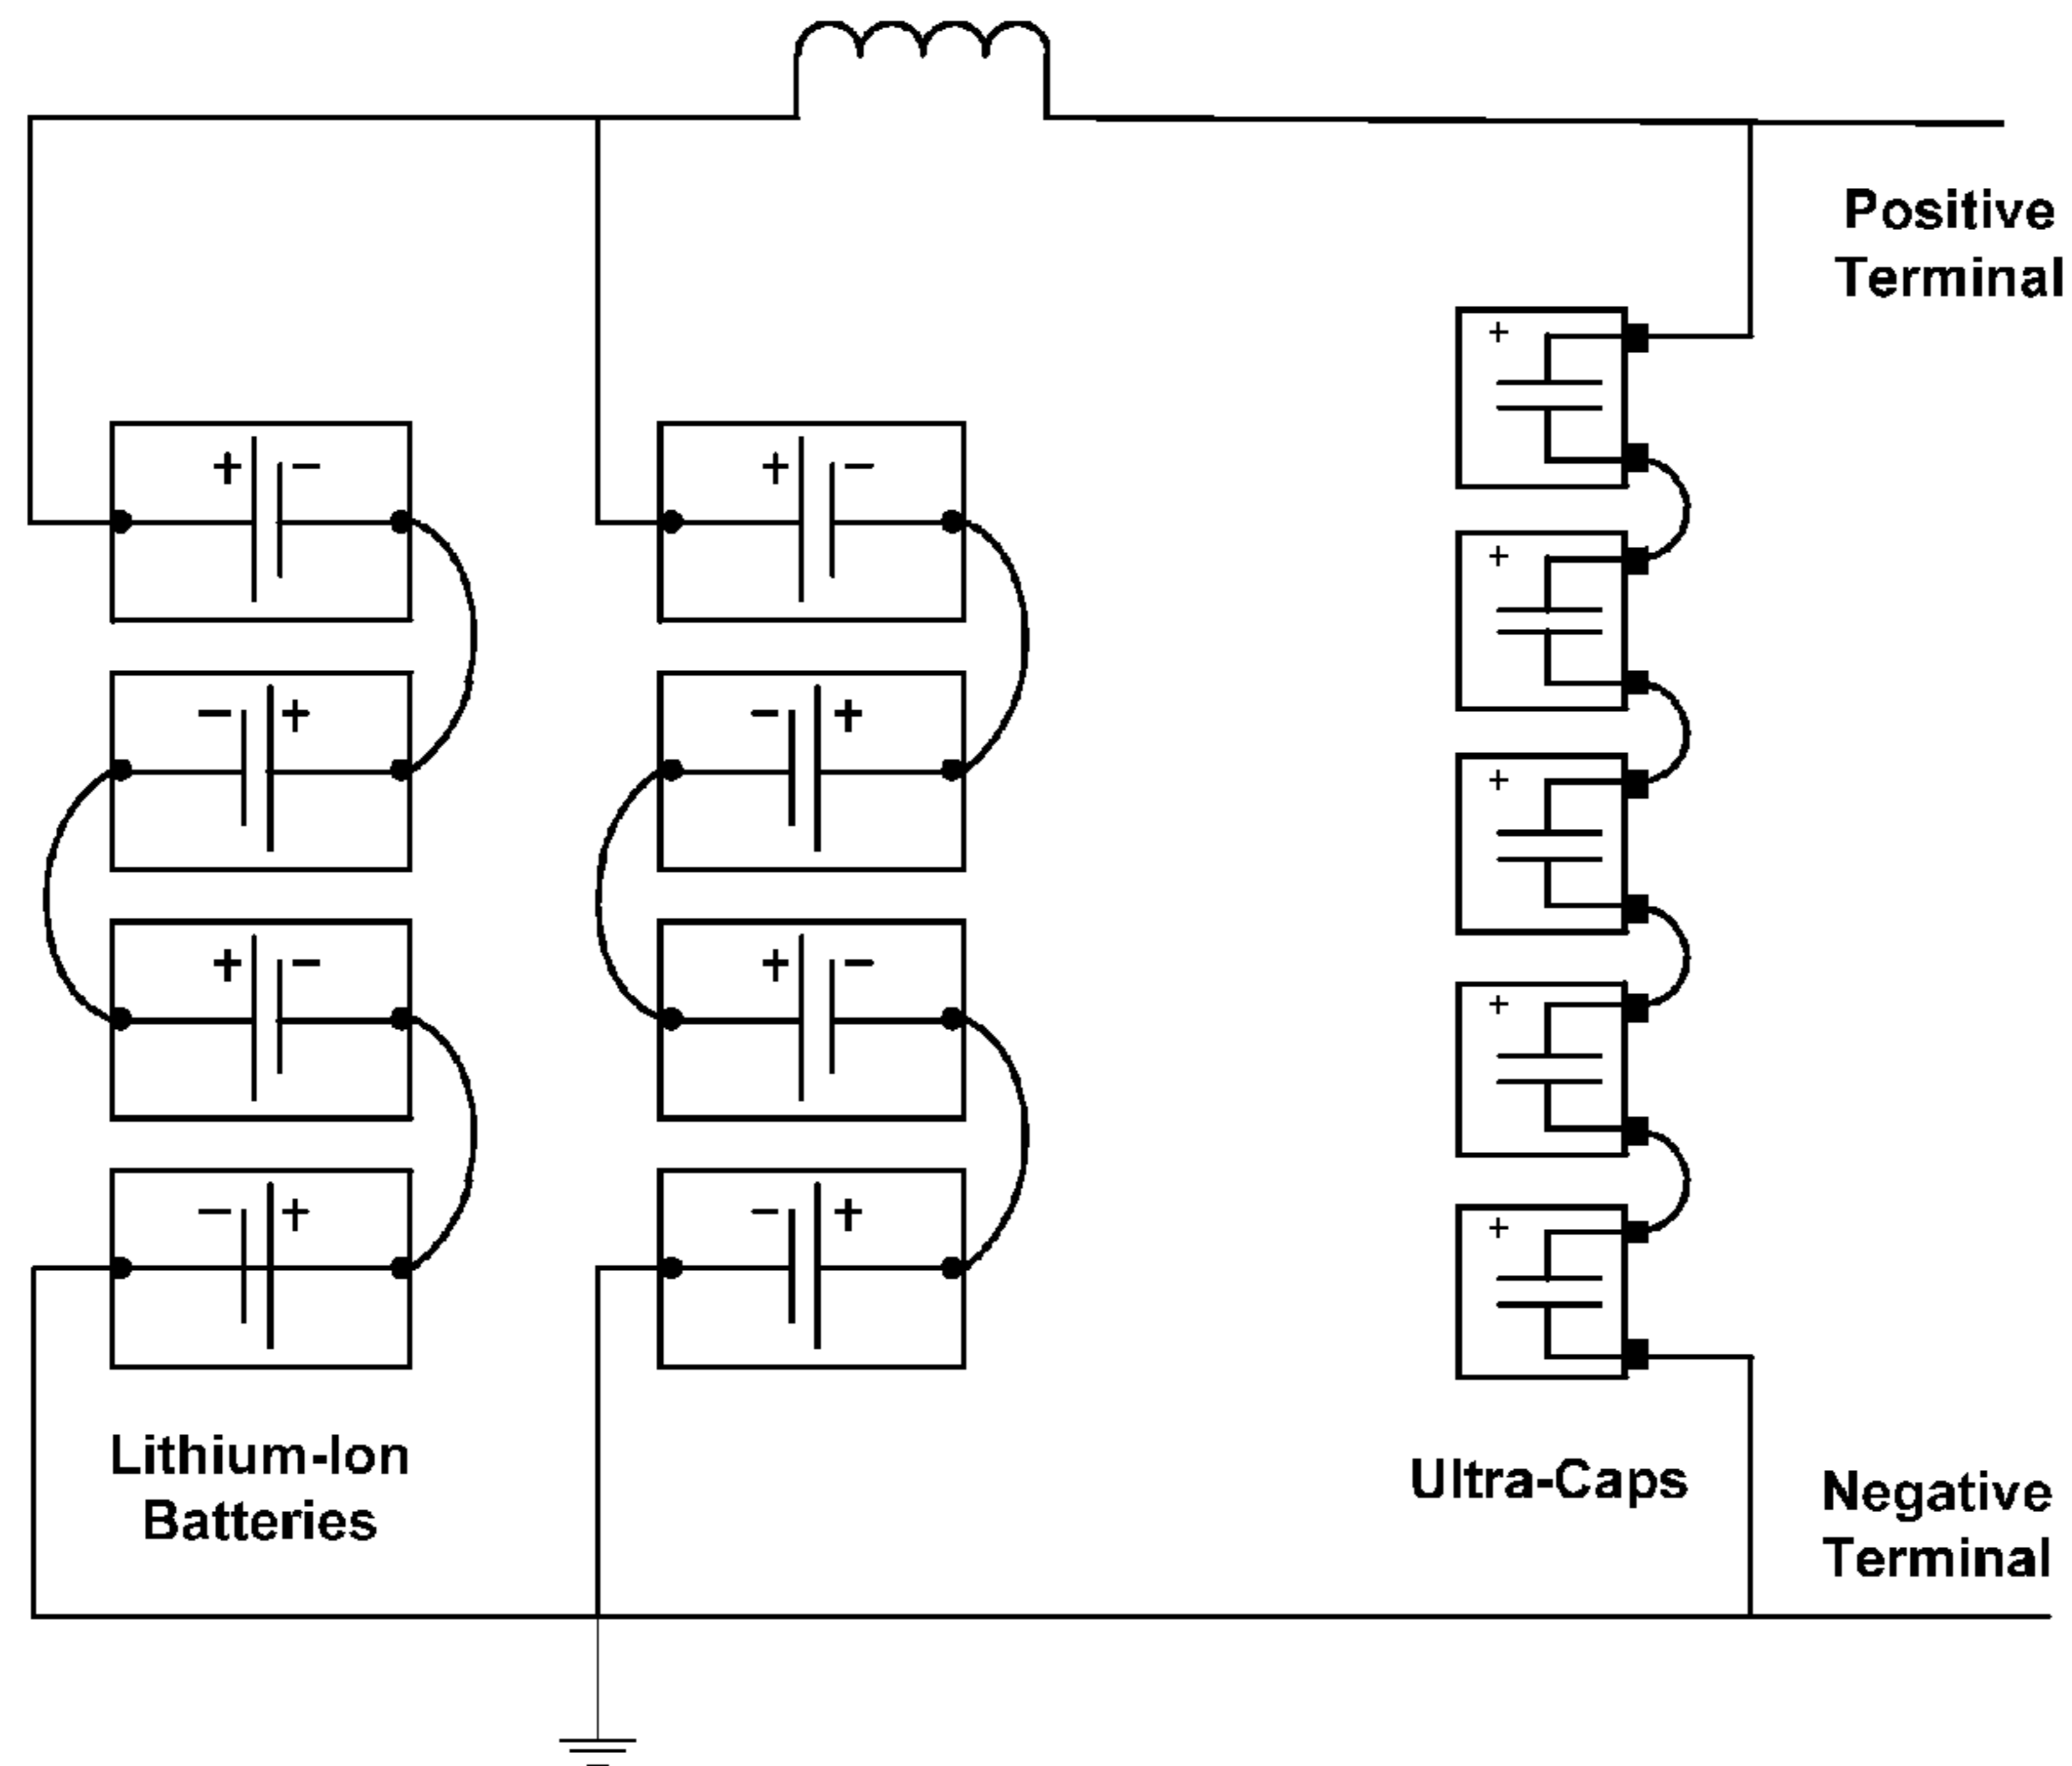 Positive
Terminal
+
+ −
+ −
+
− +
− +
+
+ −
+ −
+
− +
− +
+
Lithium-Ion
Batteries
Ultra-Caps
Negative
Terminal